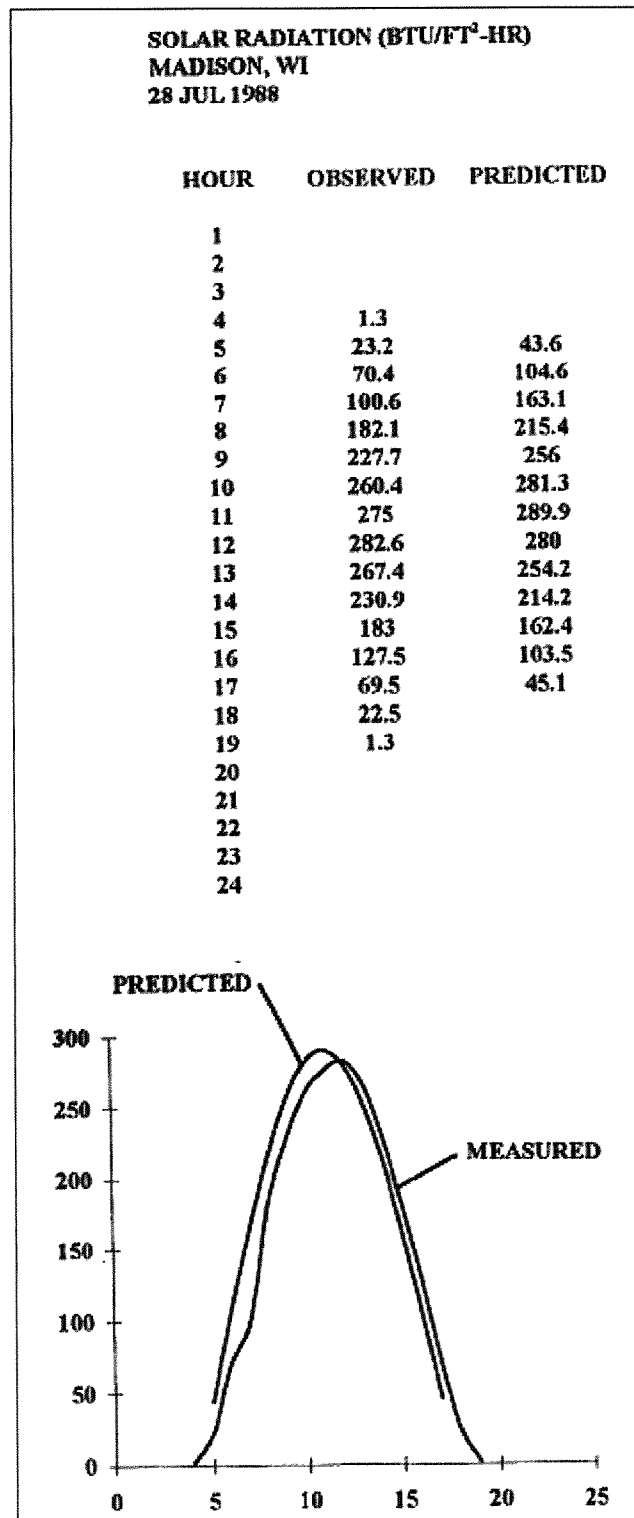 SOLAR RADIATION (BTU/FT²-HR)
MADISON, WI
28 JUL 1988
HOUR OBSERVED PREDICTED
1
2
3
4 1.3
5 23.2 43.6
6 70.4 104.6
7 100.6 163.1
8 182.1 215.4
9 227.7 256
10 260.4 281.3
11 275 289.9
12 282.6 280
13 267.4 254.2
14 230.9 214.2
15 183 162.4
16 127.5 103.5
17 69.5 45.1
18 22.5
19 1.3
20
21
22
23
24
PREDICTED
300
250
MEASURED
200
150
100
50
0
0 5 10 15 20 25